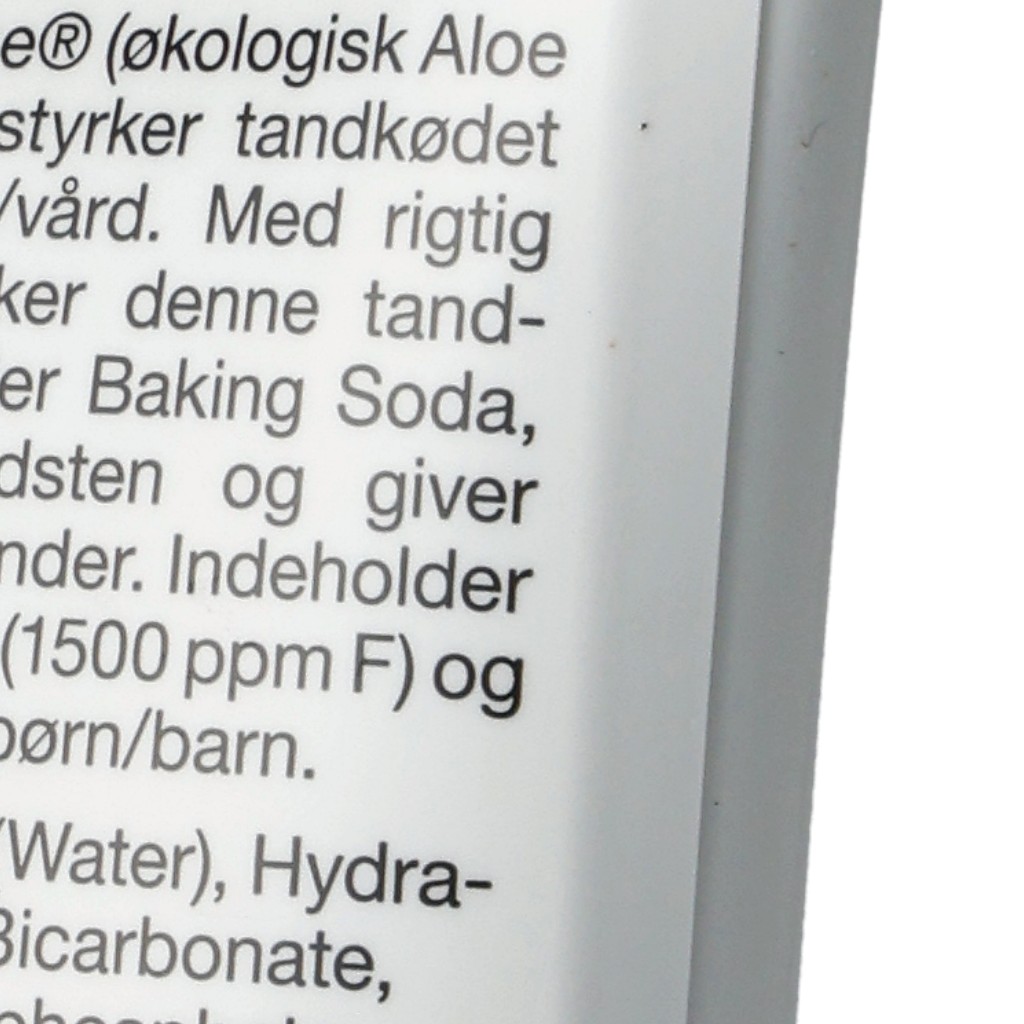 e® (økologisk Aloe
styrker tandkødet
/vård. Med rigtig
ker denne tand-
er Baking Soda,
dsten og giver
nder. Indeholder
(1500 ppm F) og
børn/barn.
(Water), Hydra-
Bicarbonate,